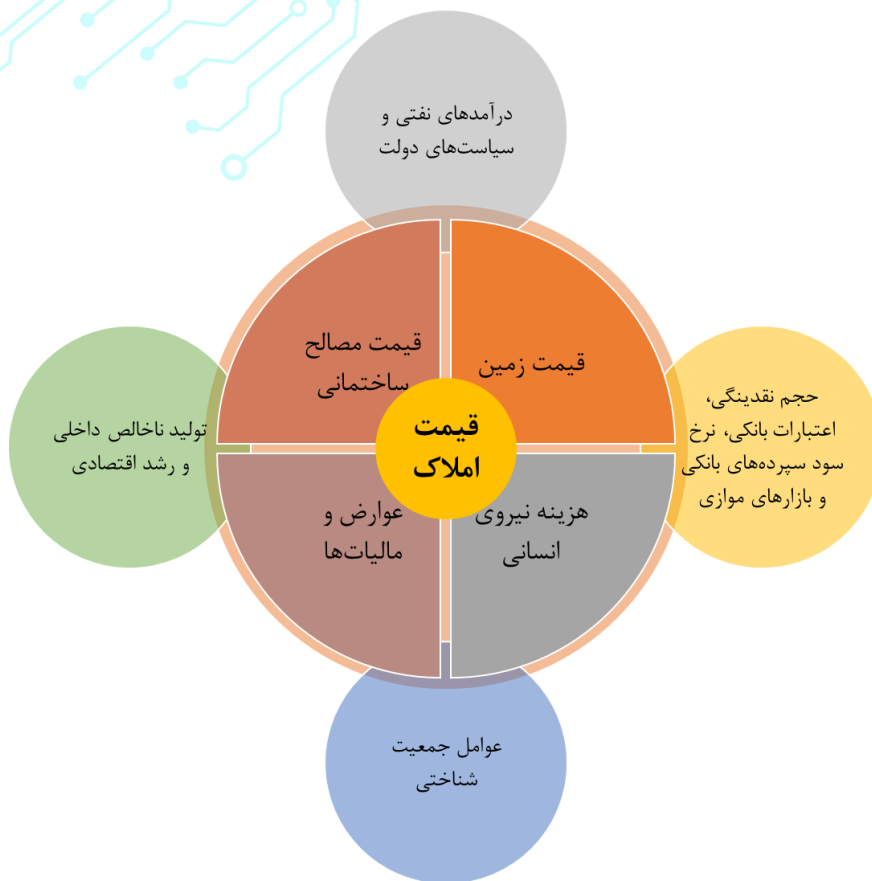 درآمدهای نفتی و
سیاست‌های دولت
قیمت زمین
قیمت مصالح
ساختمانی
حجم نقدینگی،
اعتبارات بانکی، نرخ
سود سپرده‌های بانکی
و بازارهای موازی
قیمت
املاک
تولید ناخالص داخلی
و رشد اقتصادی
هزینه نیروی
انسانی
عوارض و
مالیات‌ها
عوامل جمعیت
شناختی